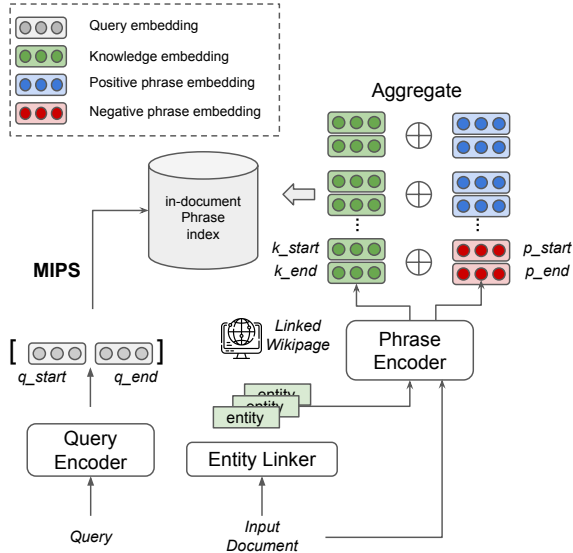 Query embedding
Knowledge embedding
Positive phrase embedding
Negative phrase embedding
Aggregate
in-document
Phrase
index
k_start
k_end
p_start
p_end
MIPS
Linked
Wikipage
Phrase
Encoder
[ ]
q_start
q_end
entity
entity
entity
Query
Encoder
Entity Linker
Query
Input
Document